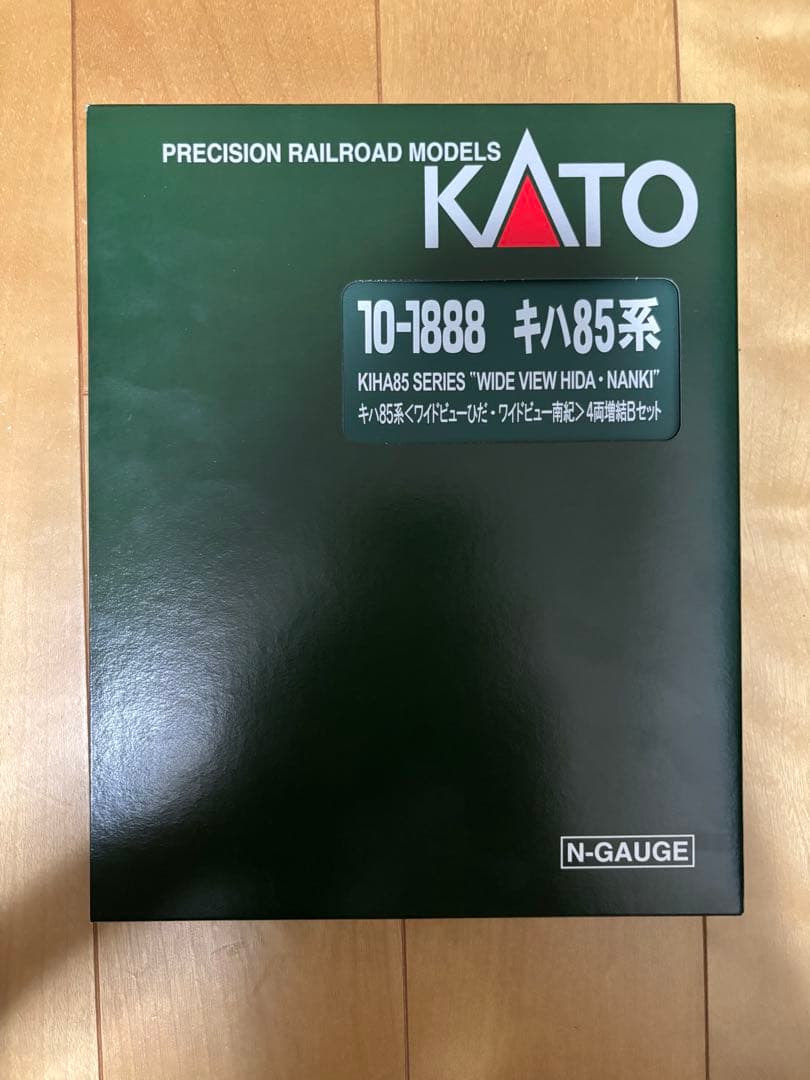 PRECISION RAILROAD MODELS
KATO
10-1888 キハ85系
KIHA85 SERIES "WIDE VIEW HIDA・NANKI"
キハ85系<ワイドビューひだ・ワイドビュー南紀>4両増結Bセット
N-GAUGE